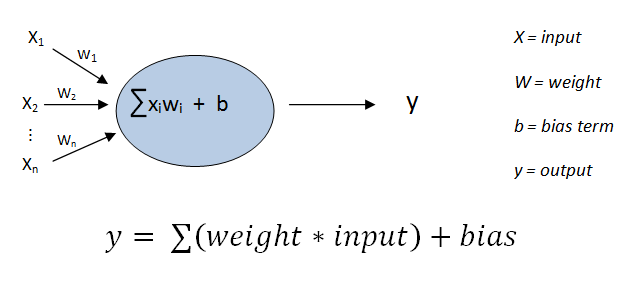 X₁
W₁
X₂
W₂
⋮
Xₙ
Wₙ
∑xᵢwᵢ + b
y
X = input
W = weight
b = bias term
y = output
y = ∑(weight * input) + bias